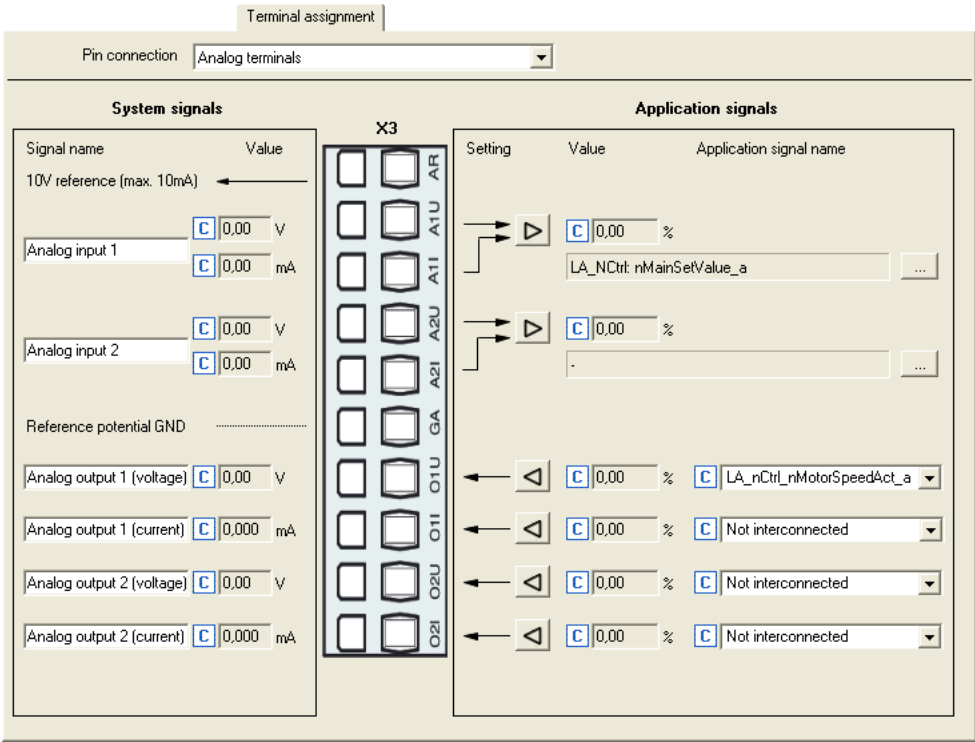 Terminal assignment
Pin connection Analog terminals
System signals
Application signals
X3
Signal name Value
Setting Value Application signal name
10V reference (max. 10mA)
AR
Analog input 1
C 0,00 V
C 0,00 mA
A1U
A1I
C 0,00 %
LA_NCtrl: nMainSetValue_a ...
Analog input 2
C 0,00 V
C 0,00 mA
A2U
A2I
C 0,00 %
- ...
Reference potential GND
GA
Analog output 1 (voltage) C 0,00 V O1U C 0,00 % C LA_nCtrl_nMotorSpeedAct_a
Analog output 1 (current) C 0,000 mA O1I C 0,00 % C Not interconnected
Analog output 2 (voltage) C 0,00 V O2U C 0,00 % C Not interconnected
Analog output 2 (current) C 0,000 mA O2I C 0,00 % C Not interconnected